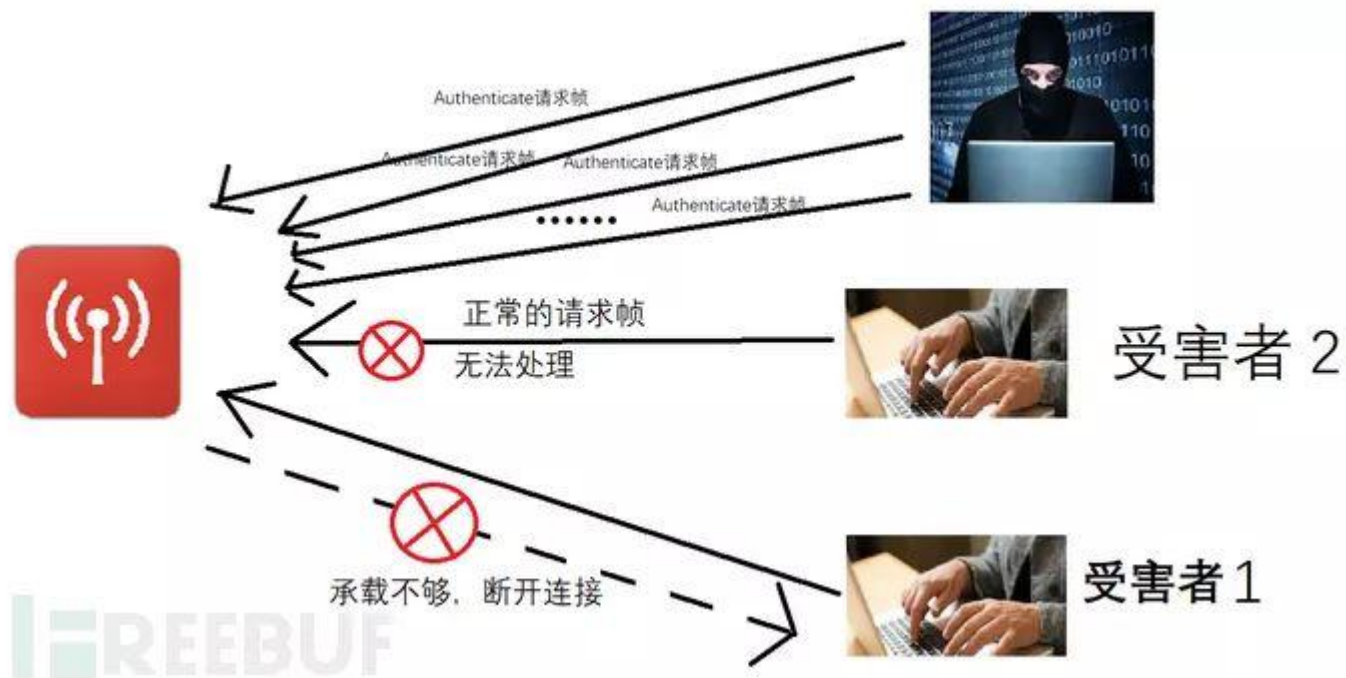 Authenticate请求帧
Authenticate请求帧
Authenticate请求帧
Authenticate请求帧
......
正常的请求帧
无法处理
受害者 2
承载不够，断开连接
受害者 1
FREEBUF